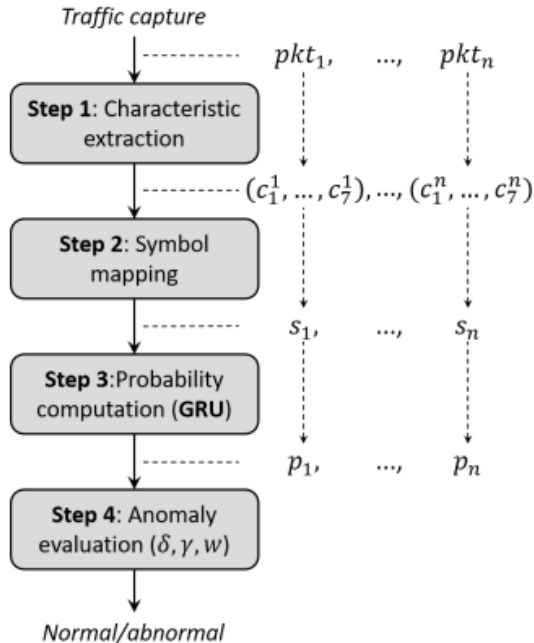 Traffic capture
pkt₁, ..., pktₙ
Step 1: Characteristic
extraction
(c₁¹, ..., c₇¹), ..., (c₁ⁿ, ..., c₇ⁿ)
Step 2: Symbol
mapping
s₁, ..., sₙ
Step 3:Probability
computation (GRU)
p₁, ..., pₙ
Step 4: Anomaly
evaluation (δ, γ, w)
Normal/abnormal